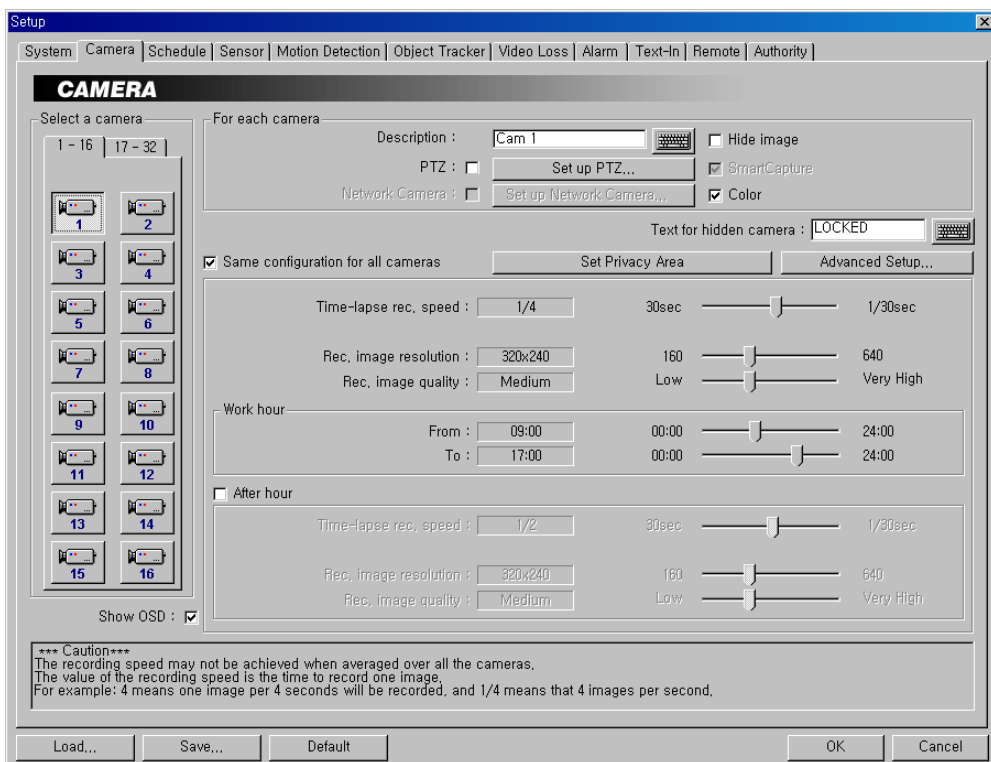 Setup
System Camera Schedule Sensor Motion Detection Object Tracker Video Loss Alarm Text-In Remote Authority
CAMERA
Select a camera
1 - 16 17 - 32
1 2
3 4
5 6
7 8
9 10
11 12
13 14
15 16
Show OSD :
For each camera
Description : Cam 1 Hide image
PTZ : Set up PTZ... SmartCapture
Network Camera : Set up Network Camera... Color
Text for hidden camera : LOCKED
Same configuration for all cameras Set Privacy Area Advanced Setup...
Time-lapse rec. speed : 1/4 30sec 1/30sec
Rec. image resolution : 320x240 160 640
Rec. image quality : Medium Low Very High
Work hour
From : 09:00 00:00 24:00
To : 17:00 00:00 24:00
After hour
Time-lapse rec. speed : 1/2 30sec 1/30sec
Rec. image resolution : 320x240 160 640
Rec. image quality : Medium Low Very High
*** Caution***
The recording speed may not be achieved when averaged over all the cameras.
The value of the recording speed is the time to record one image.
For example: 4 means one image per 4 seconds will be recorded, and 1/4 means that 4 images per second.
Load... Save... Default OK Cancel